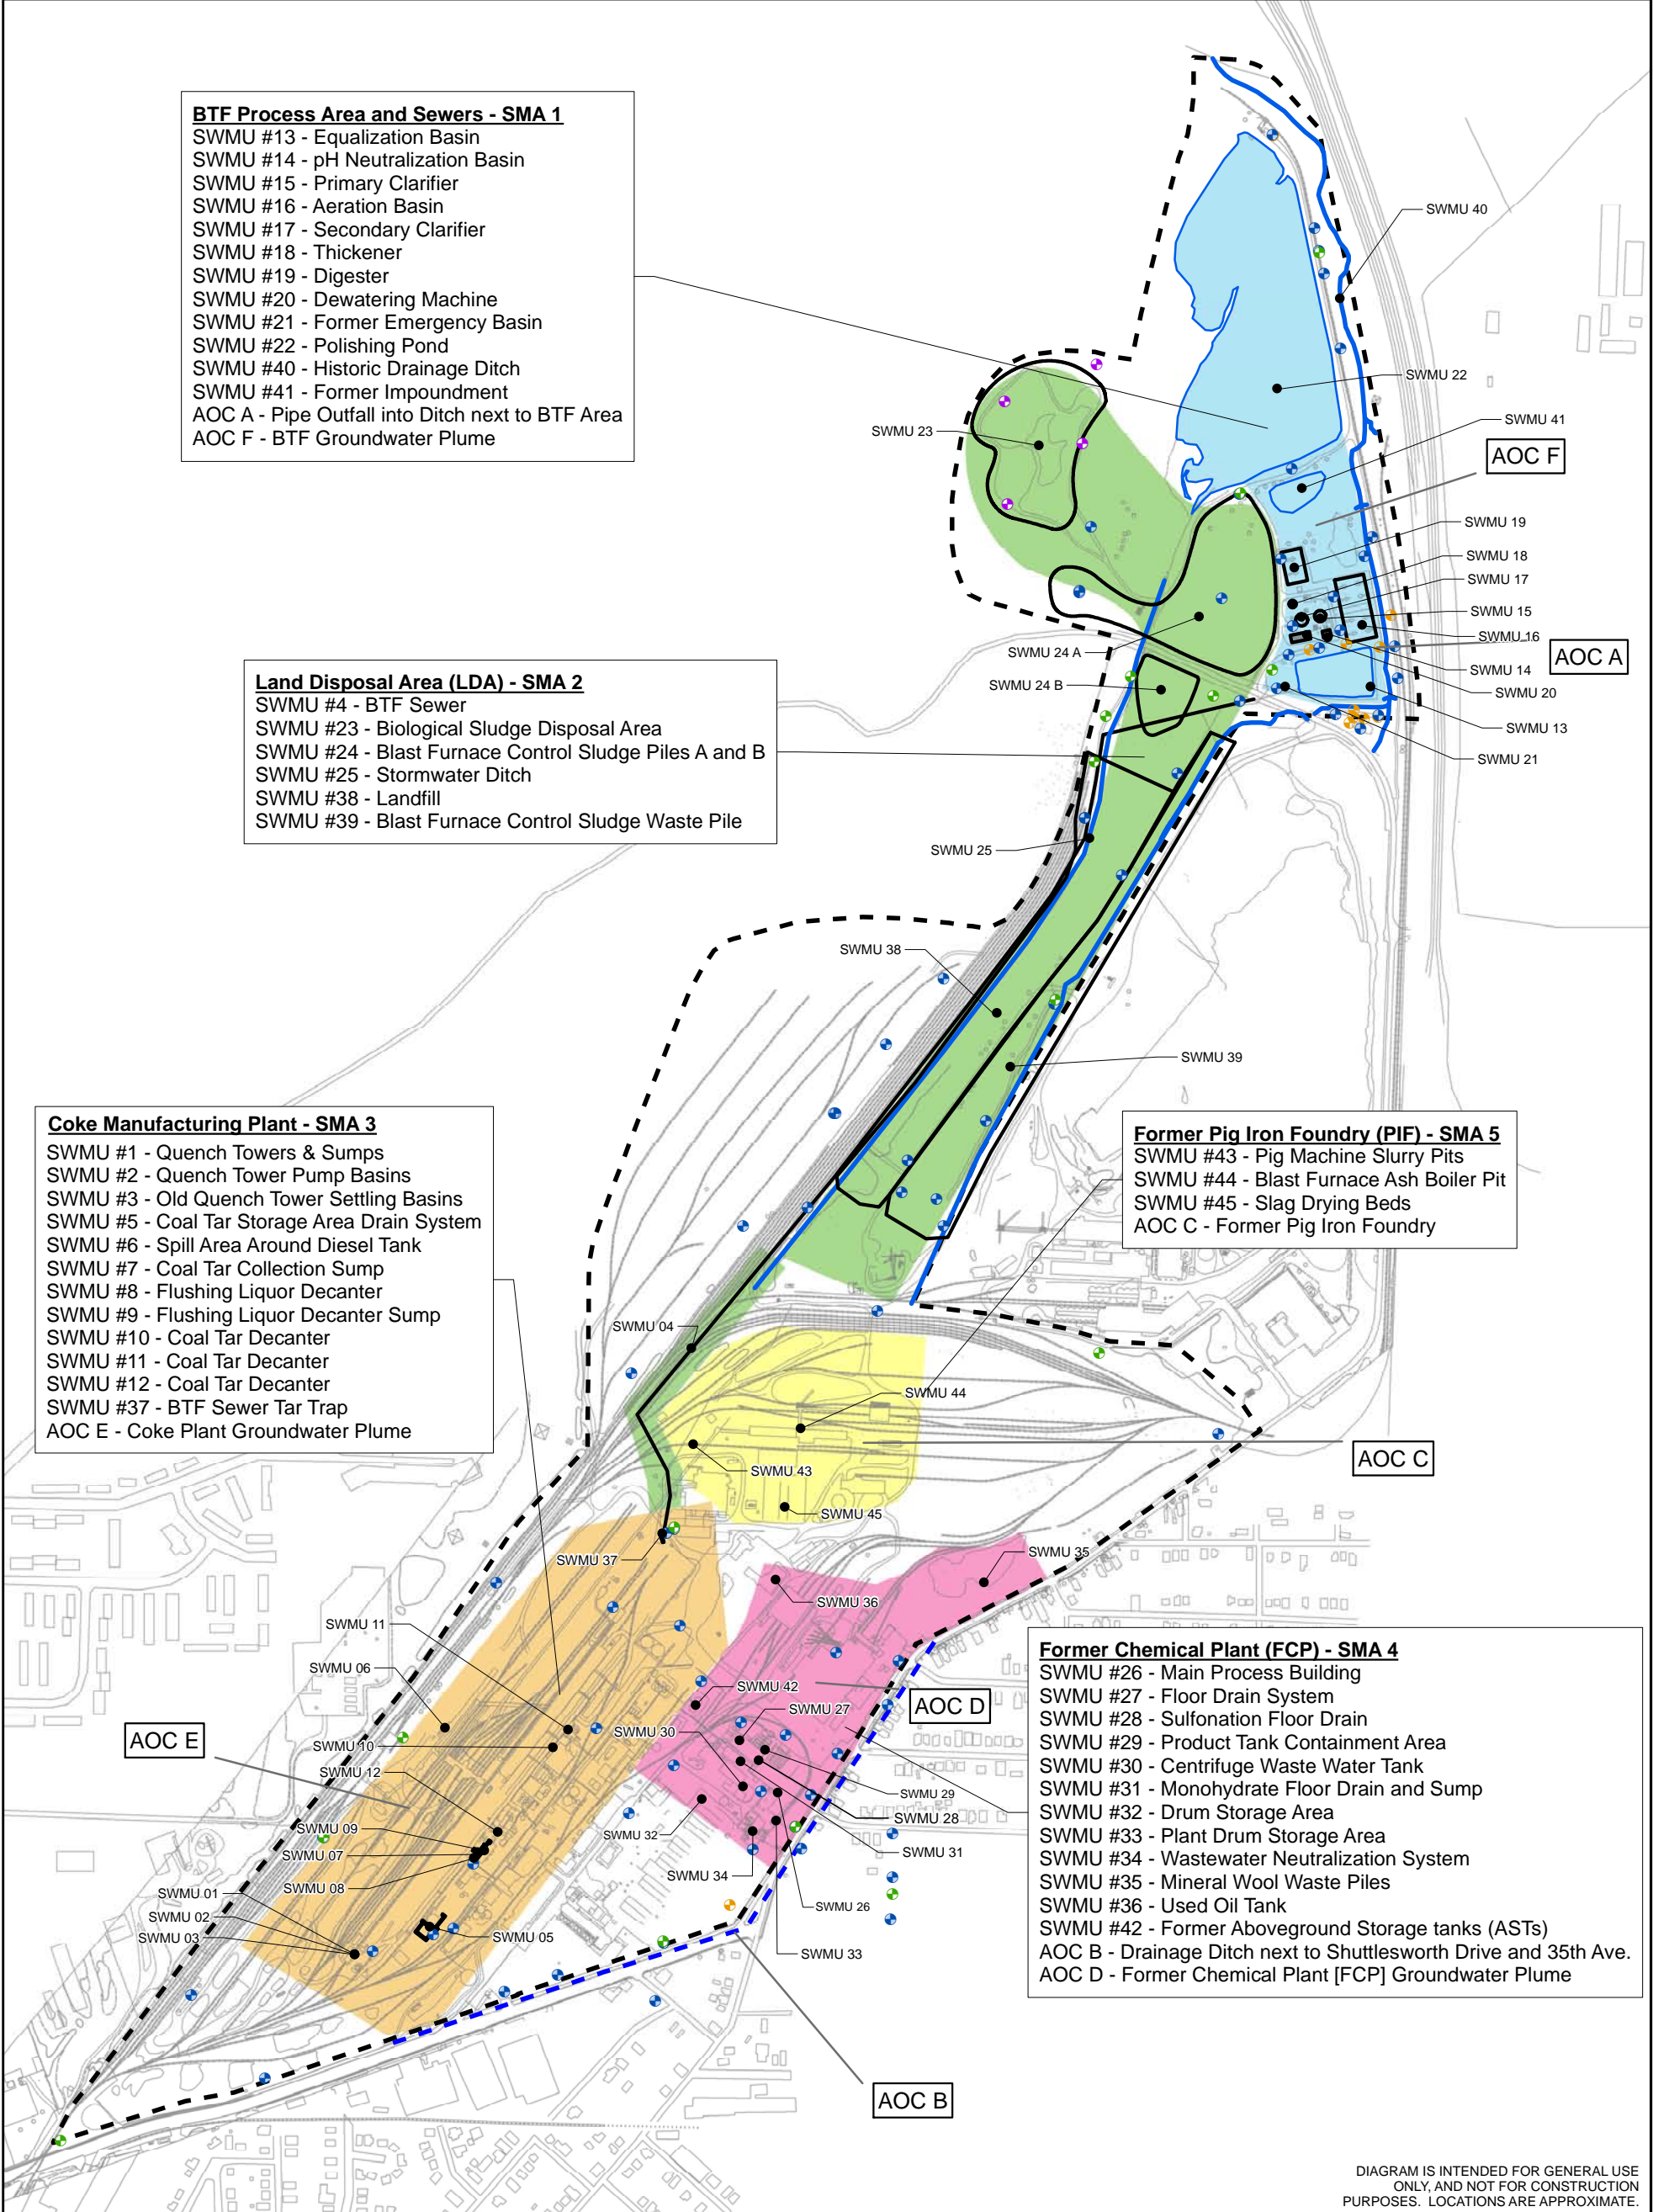 BTF Process Area and Sewers - SMA 1
SWMU #13 - Equalization Basin
SWMU #14 - pH Neutralization Basin
SWMU #15 - Primary Clarifier
SWMU #16 - Aeration Basin
SWMU #17 - Secondary Clarifier
SWMU #18 - Thickener
SWMU #19 - Digester
SWMU #20 - Dewatering Machine
SWMU #21 - Former Emergency Basin
SWMU #22 - Polishing Pond
SWMU #40 - Historic Drainage Ditch
SWMU #41 - Former Impoundment
AOC A - Pipe Outfall into Ditch next to BTF Area
AOC F - BTF Groundwater Plume
SWMU 40
SWMU 22
SWMU 41
SWMU 23
AOC F
SWMU 19
SWMU 18
SWMU 17
SWMU 15
SWMU 16
AOC A
SWMU 14
SWMU 20
SWMU 13
SWMU 21
SWMU 24 A
SWMU 24 B
Land Disposal Area (LDA) - SMA 2
SWMU #4 - BTF Sewer
SWMU #23 - Biological Sludge Disposal Area
SWMU #24 - Blast Furnace Control Sludge Piles A and B
SWMU #25 - Stormwater Ditch
SWMU #38 - Landfill
SWMU #39 - Blast Furnace Control Sludge Waste Pile
SWMU 25
SWMU 38
SWMU 39
Coke Manufacturing Plant - SMA 3
SWMU #1 - Quench Towers & Sumps
SWMU #2 - Quench Tower Pump Basins
SWMU #3 - Old Quench Tower Settling Basins
SWMU #5 - Coal Tar Storage Area Drain System
SWMU #6 - Spill Area Around Diesel Tank
SWMU #7 - Coal Tar Collection Sump
SWMU #8 - Flushing Liquor Decanter
SWMU #9 - Flushing Liquor Decanter Sump
SWMU #10 - Coal Tar Decanter
SWMU #11 - Coal Tar Decanter
SWMU #12 - Coal Tar Decanter
SWMU #37 - BTF Sewer Tar Trap
AOC E - Coke Plant Groundwater Plume
Former Pig Iron Foundry (PIF) - SMA 5
SWMU #43 - Pig Machine Slurry Pits
SWMU #44 - Blast Furnace Ash Boiler Pit
SWMU #45 - Slag Drying Beds
AOC C - Former Pig Iron Foundry
SWMU 04
SWMU 44
SWMU 43
AOC C
SWMU 45
SWMU 37
SWMU 35
SWMU 36
SWMU 11
SWMU 06
SWMU 42
SWMU 27
AOC D
SWMU 30
AOC E
SWMU 10
SWMU 12
SWMU 29
SWMU 28
SWMU 09
SWMU 32
SWMU 07
SWMU 31
SWMU 34
SWMU 08
SWMU 01
SWMU 26
SWMU 02
SWMU 03
SWMU 05
SWMU 33
AOC B
Former Chemical Plant (FCP) - SMA 4
SWMU #26 - Main Process Building
SWMU #27 - Floor Drain System
SWMU #28 - Sulfonation Floor Drain
SWMU #29 - Product Tank Containment Area
SWMU #30 - Centrifuge Waste Water Tank
SWMU #31 - Monohydrate Floor Drain and Sump
SWMU #32 - Drum Storage Area
SWMU #33 - Plant Drum Storage Area
SWMU #34 - Wastewater Neutralization System
SWMU #35 - Mineral Wool Waste Piles
SWMU #36 - Used Oil Tank
SWMU #42 - Former Aboveground Storage tanks (ASTs)
AOC B - Drainage Ditch next to Shuttlesworth Drive and 35th Ave.
AOC D - Former Chemical Plant [FCP] Groundwater Plume
DIAGRAM IS INTENDED FOR GENERAL USE
ONLY, AND NOT FOR CONSTRUCTION
PURPOSES. LOCATIONS ARE APPROXIMATE.